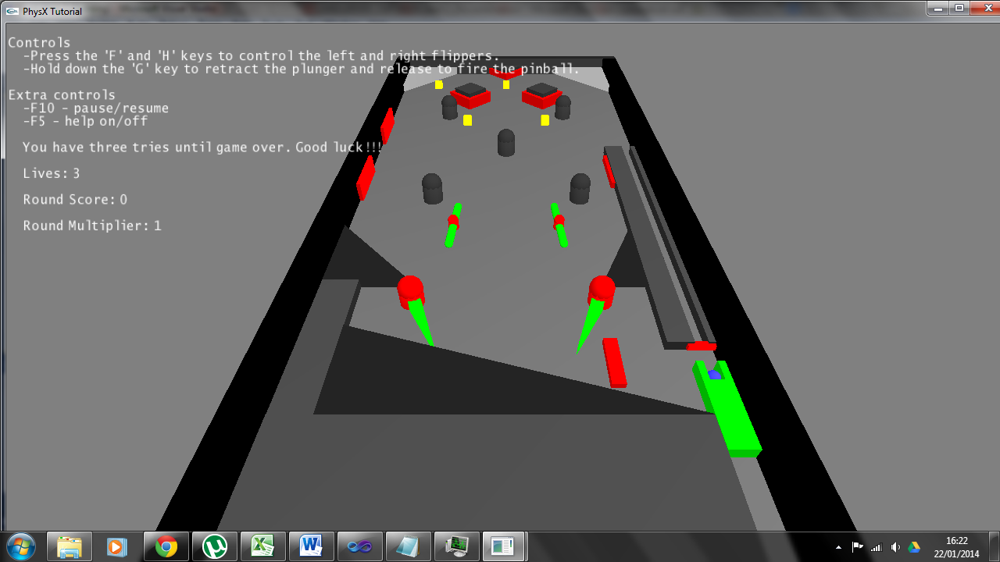 PhysX Tutorial
Controls
-Press the 'F' and 'H' keys to control the left and right flippers.
-Hold down the 'G' key to retract the plunger and release to fire the pinball.
Extra controls
-F10 - pause/resume
-F5 - help on/off
You have three tries until game over. Good luck!!!
Lives: 3
Round Score: 0
Round Multiplier: 1
16:22
22/01/2014